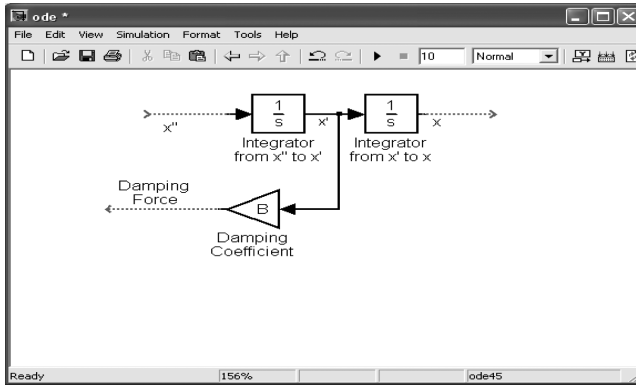 ode *
File Edit View Simulation Format Tools Help
10 Normal
1
s
x'
1
s
x
x''
Integrator
from x'' to x'
Integrator
from x' to x
Damping
Force
B
Damping
Coefficient
Ready 156% ode45